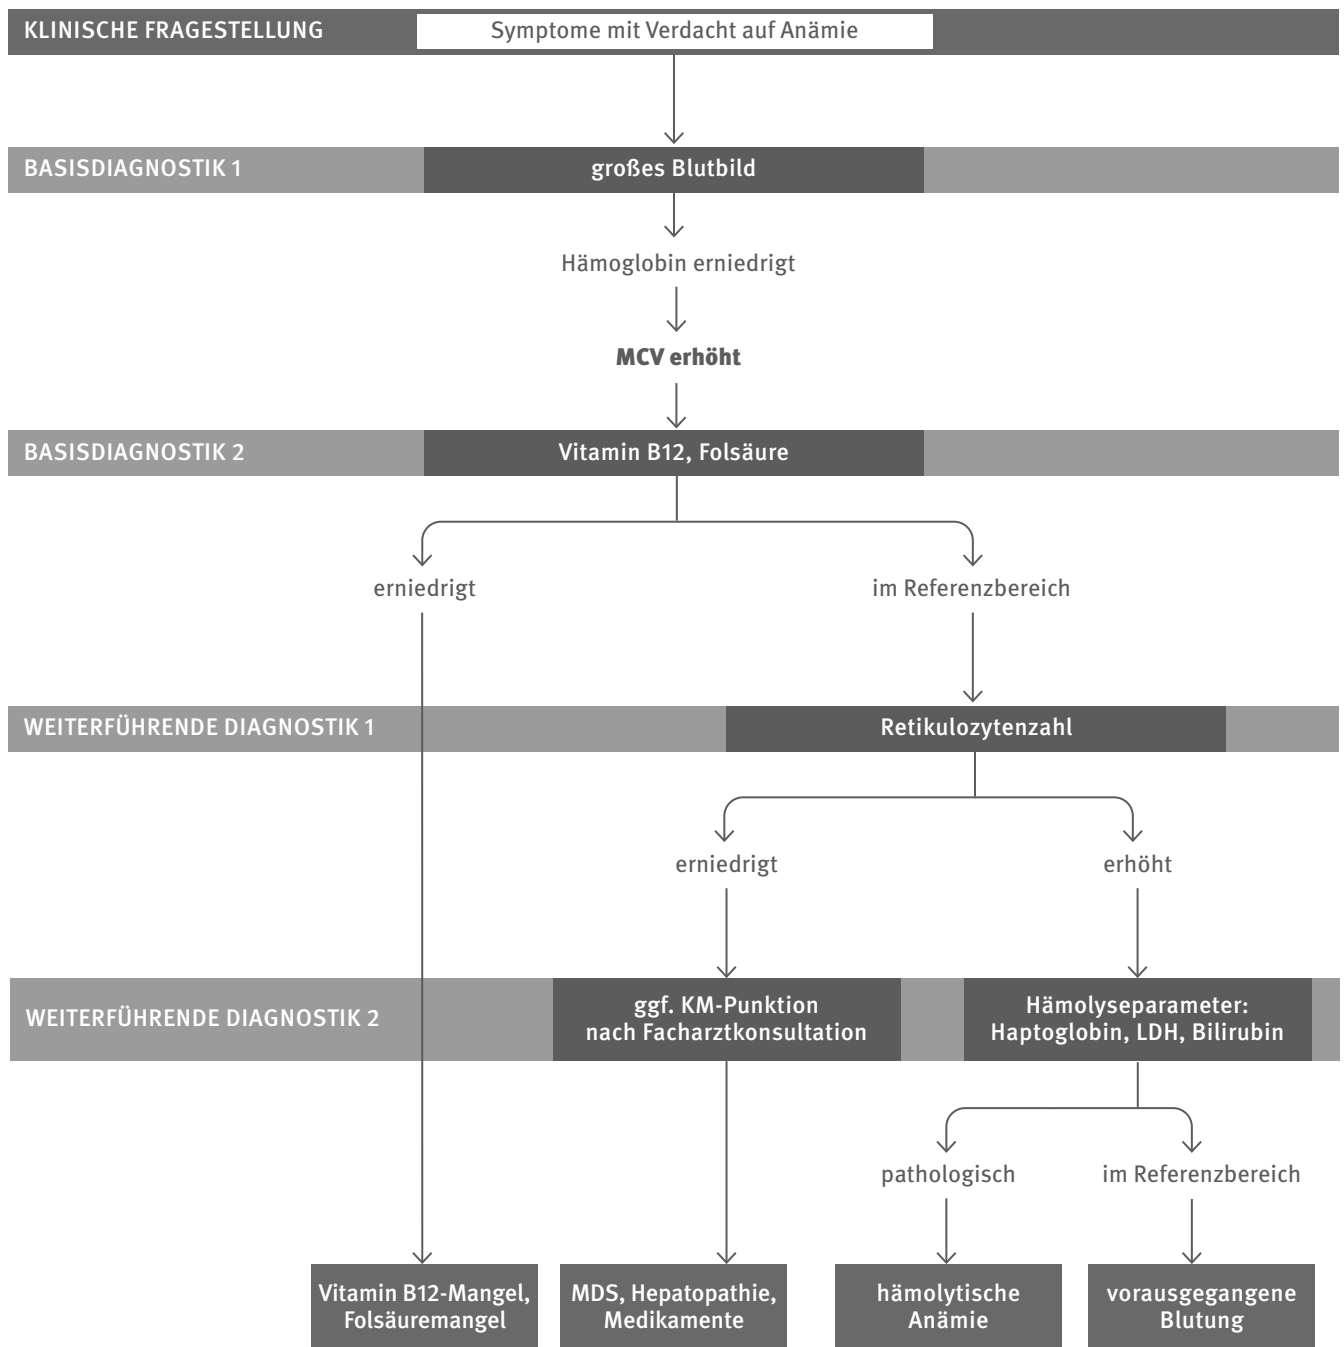 KLINISCHE FRAGESTELLUNG
Symptome mit Verdacht auf Anämie
BASISDIAGNOSTIK 1
großes Blutbild
Hämoglobin erniedrigt
MCV erhöht
BASISDIAGNOSTIK 2
Vitamin B12, Folsäure
erniedrigt
im Referenzbereich
WEITERFÜHRENDE DIAGNOSTIK 1
Retikulozytenzahl
erniedrigt
erhöht
WEITERFÜHRENDE DIAGNOSTIK 2
ggf. KM-Punktion
nach Facharztkonsultation
Hämolyseparameter:
Haptoglobin, LDH, Bilirubin
pathologisch
im Referenzbereich
Vitamin B12-Mangel,
Folsäuremangel
MDS, Hepatopathie,
Medikamente
hämolytische
Anämie
vorausgegangene
Blutung